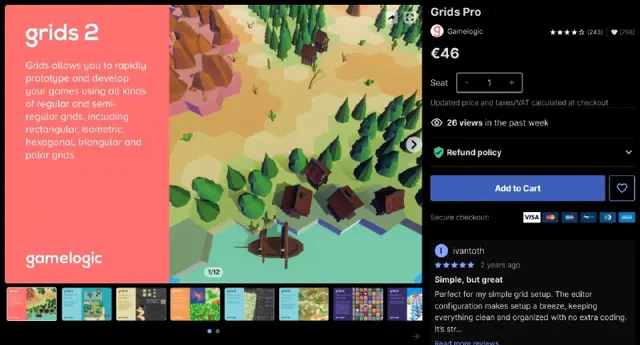 grids 2
Grids allows you to rapidly
prototype and develop
your games using all kinds
of regular and semi-
regular grids, including
rectangular, isometric,
hexagonal, triangular and
polar grids.
gamelogic
1/12
Grids Pro
Gamelogic
(243)
(768)
€46
Seat
- 1 +
Updated price and taxes/VAT calculated at checkout
26 views in the past week
Refund policy
Add to Cart
Secure checkout:
VISA
I ivantoth
2 years ago
Simple, but great
Perfect for my simple grid setup. The editor
configuration makes setup a breeze, keeping
everything clean and organized with no extra coding.
It's str...
Read more reviews